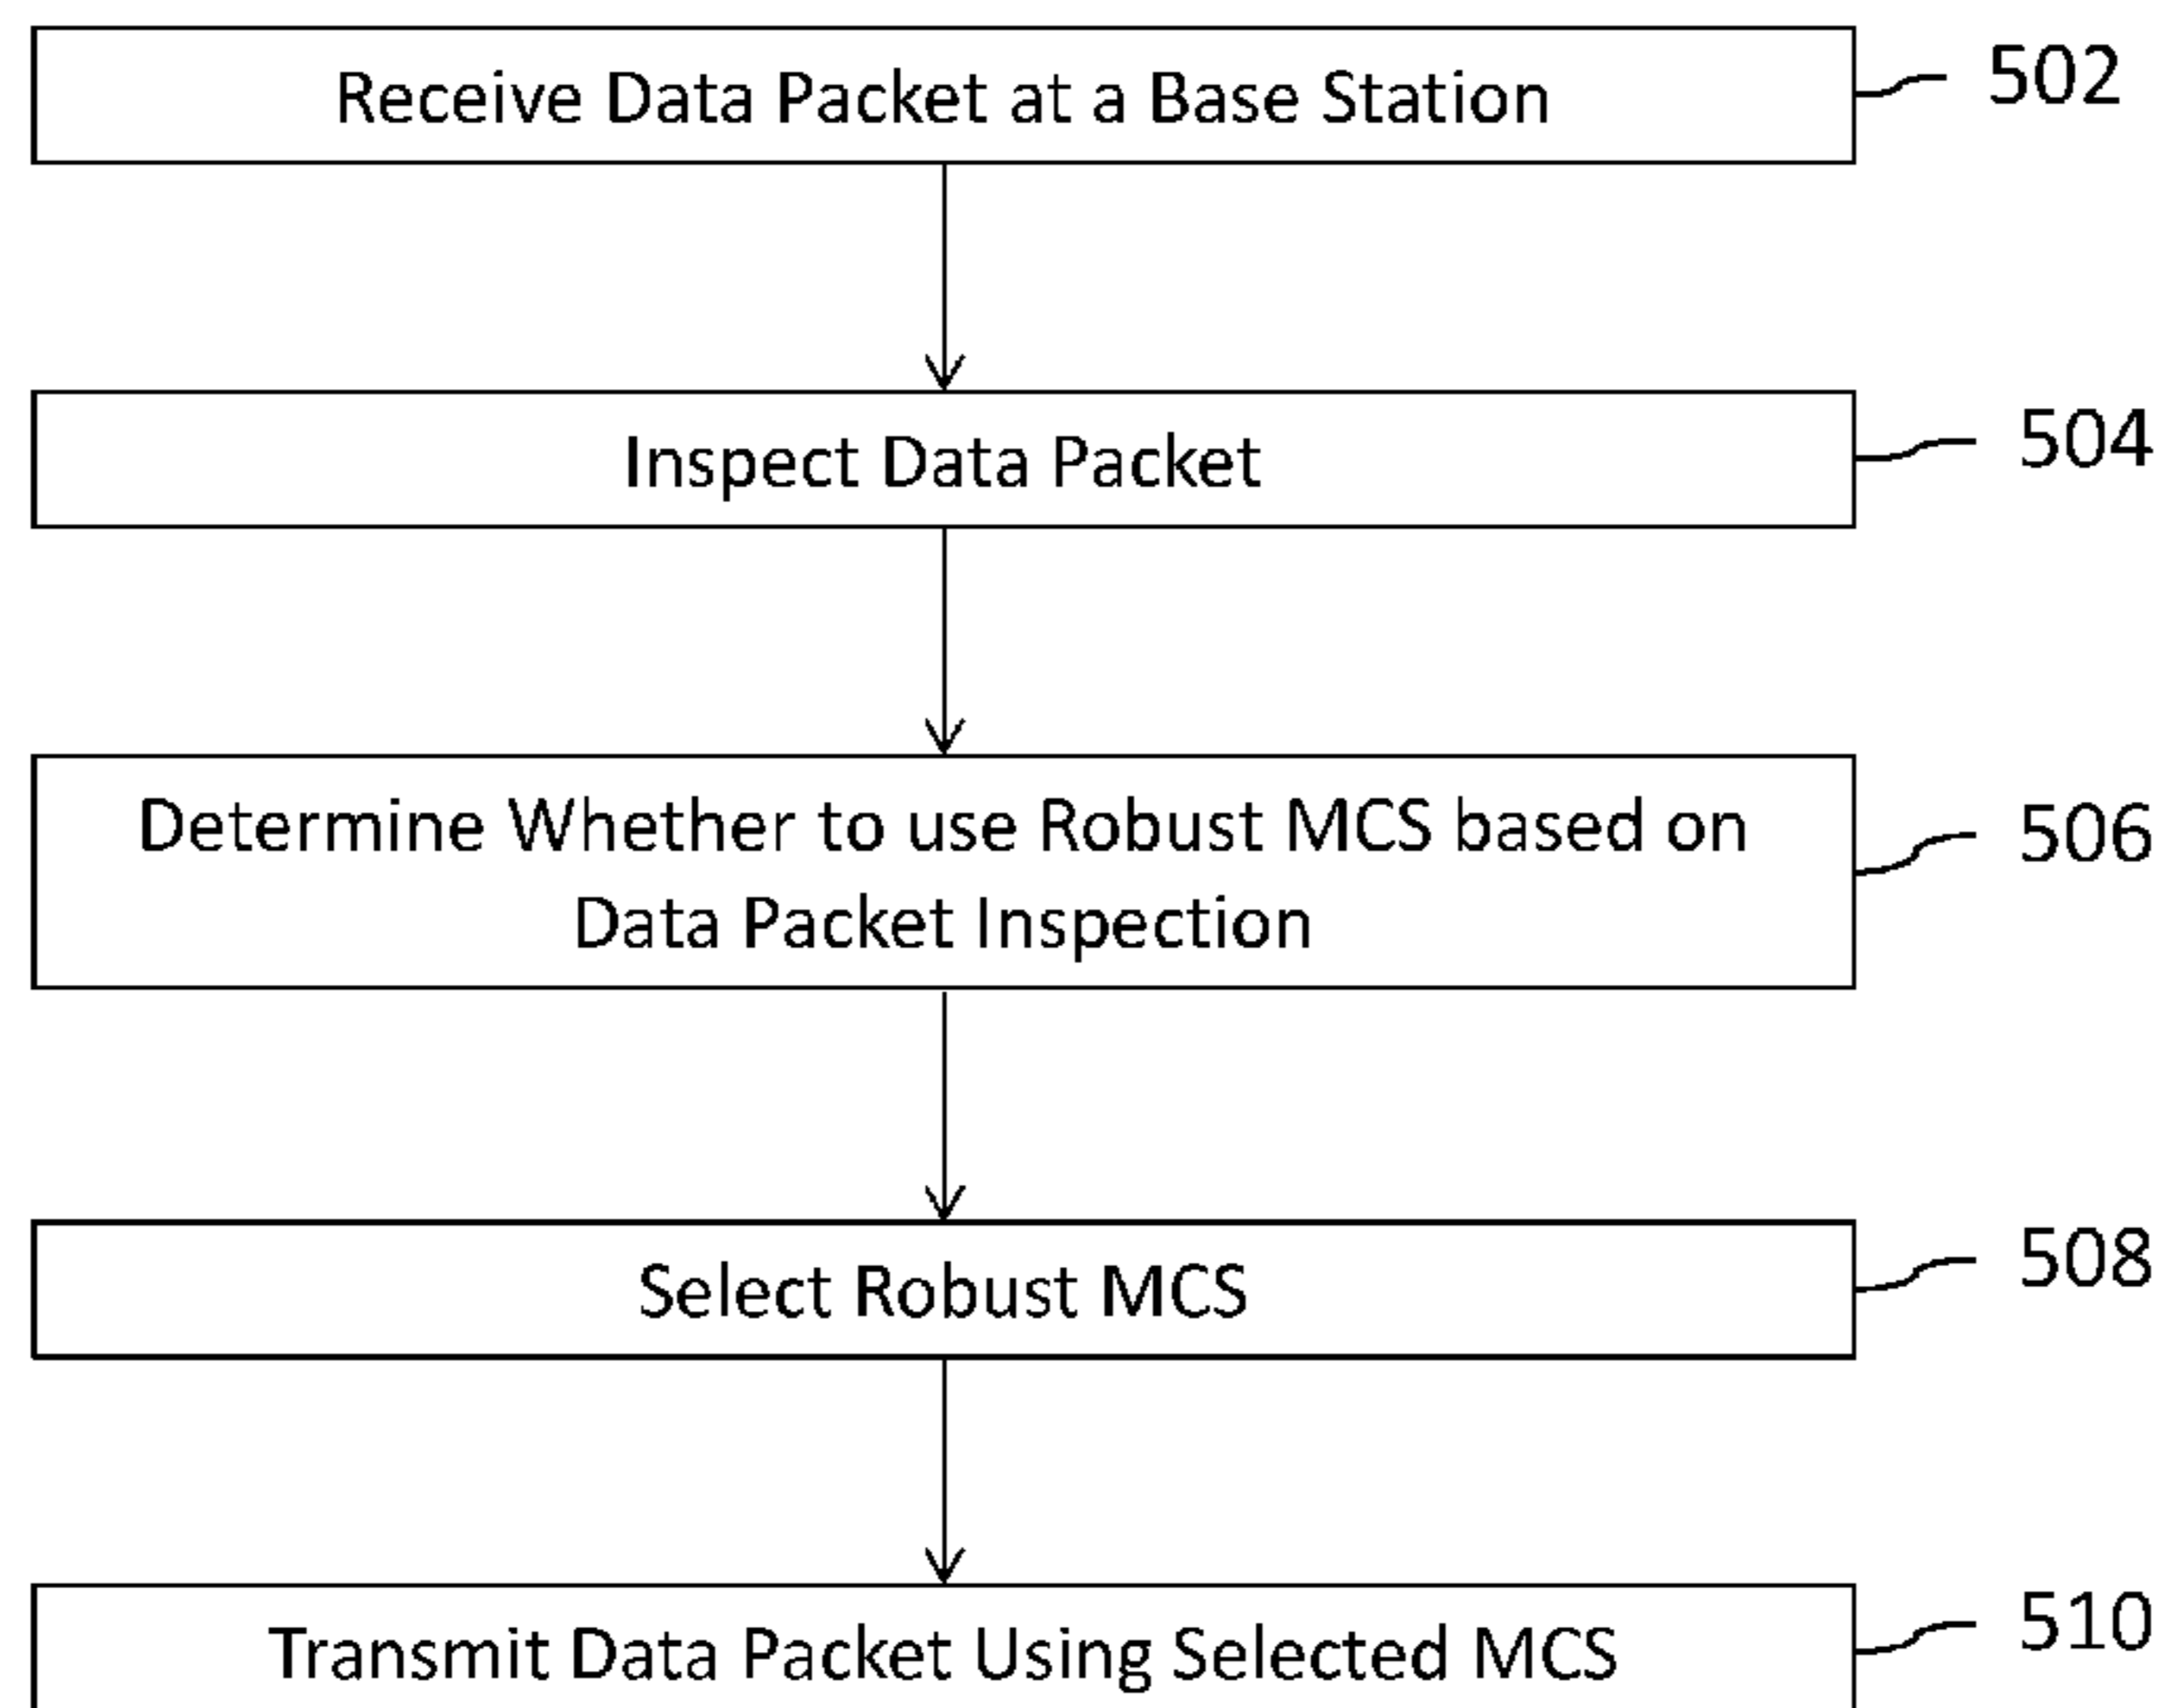 Receive Data Packet at a Base Station
502
Inspect Data Packet
504
Determine Whether to use Robust MCS based on
Data Packet Inspection
506
Select Robust MCS
508
Transmit Data Packet Using Selected MCS
510